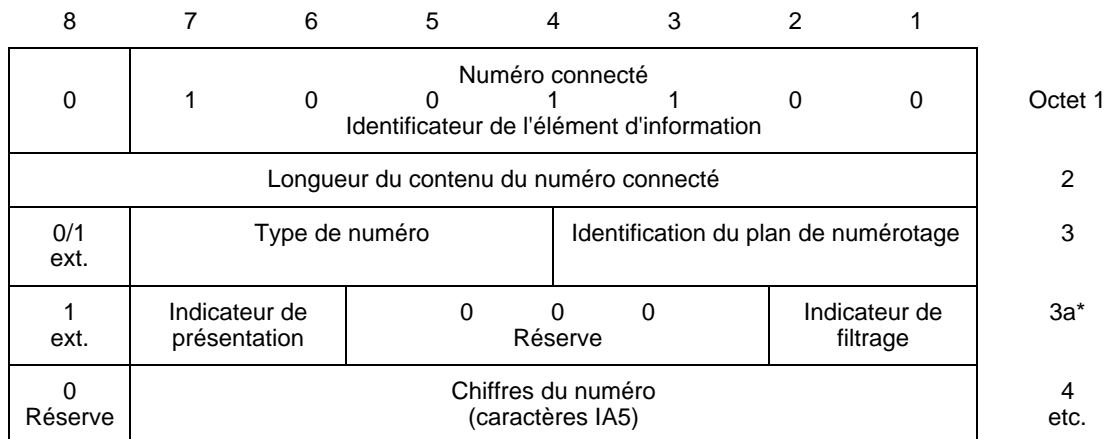 8 7 6 5 4 3 2 1
Numéro connecté
0 1 0 0 1 1 0 0 Octet 1
Identificateur de l'élément d'information
Longueur du contenu du numéro connecté 2
0/1 Type de numéro Identification du plan de numérotage 3
ext.
1 Indicateur de 0 0 0 Indicateur de 3a*
ext. présentation Réserve filtrage
0 Chiffres du numéro 4
Réserve (caractères IA5) etc.